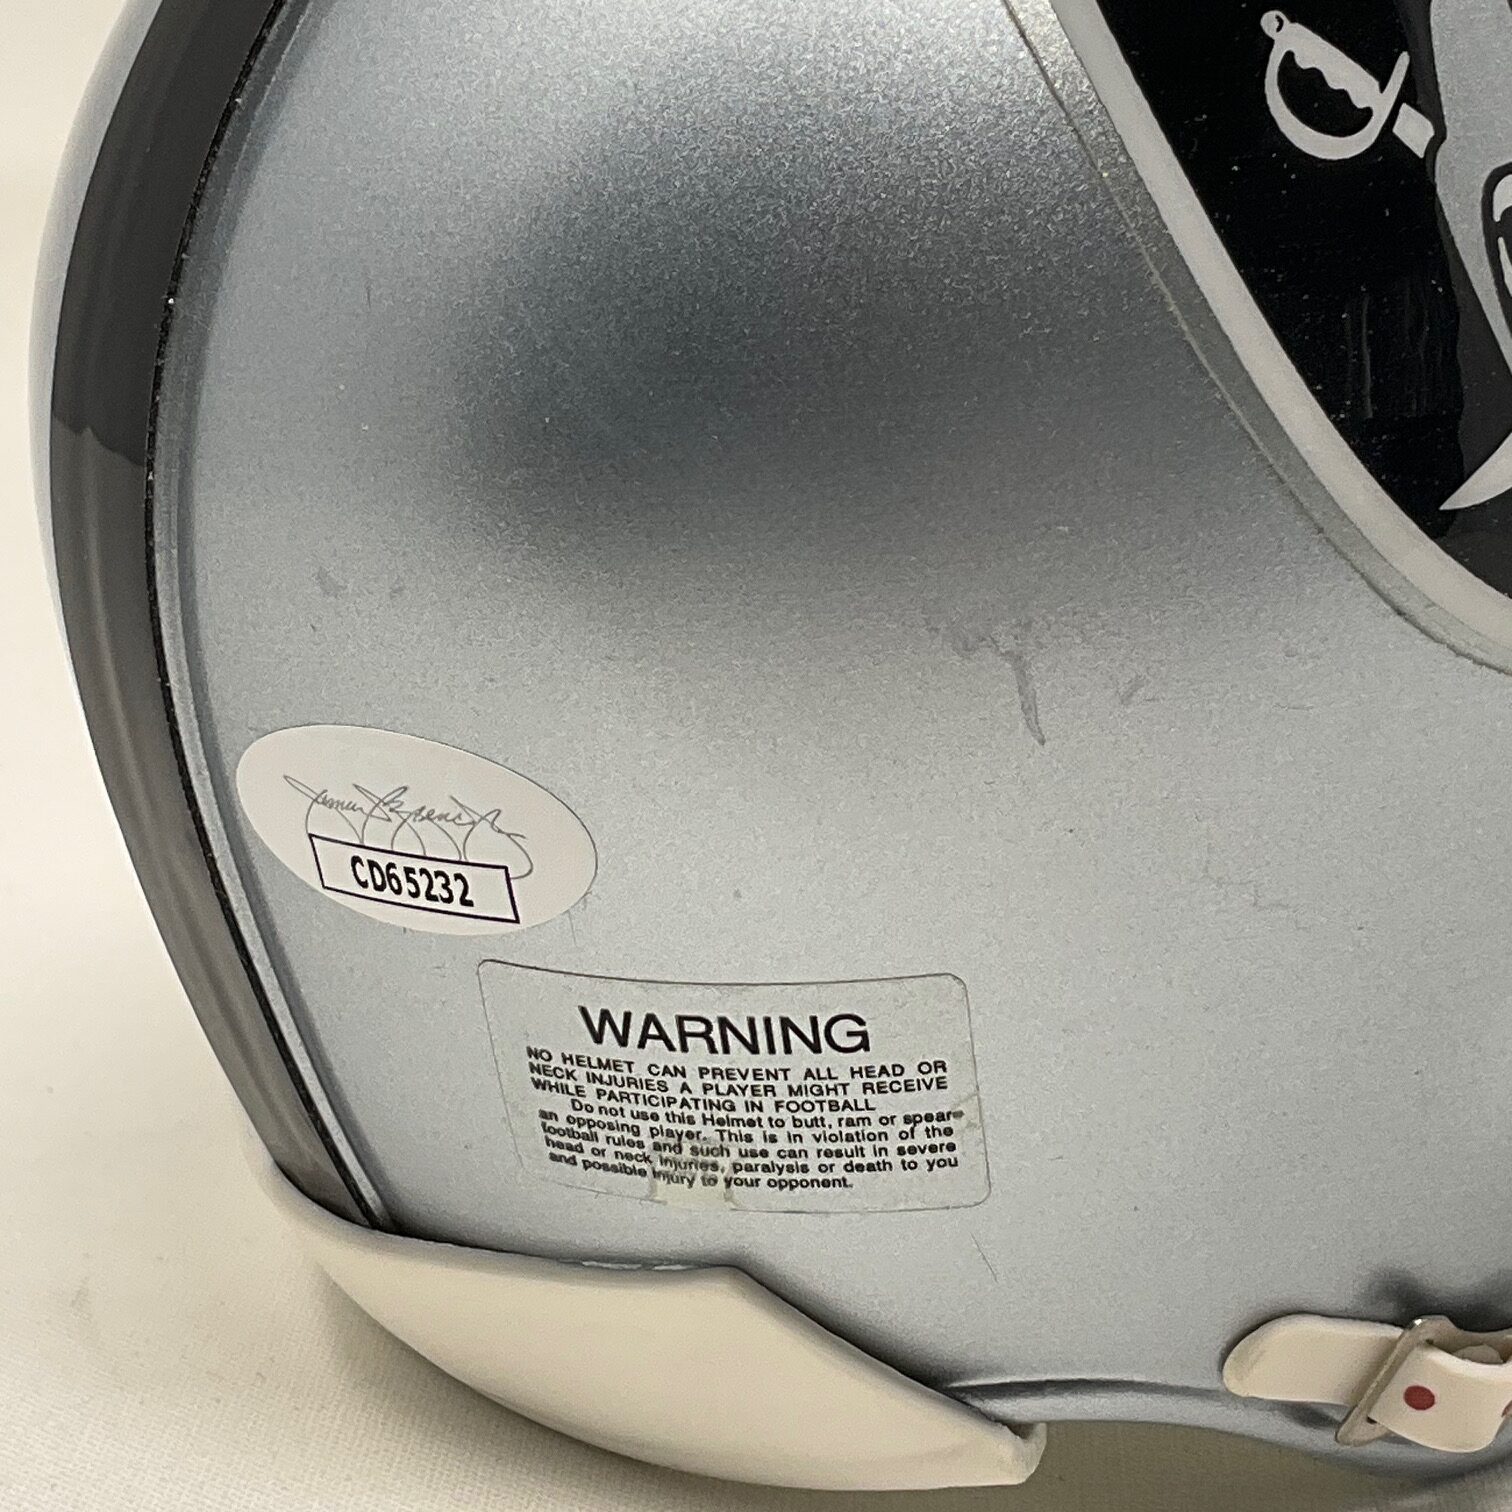 James Spence Jr.
CD65232
WARNING
NO HELMET CAN PREVENT ALL HEAD OR
NECK INJURIES A PLAYER MIGHT RECEIVE
WHILE PARTICIPATING IN FOOTBALL
Do not use this Helmet to butt, ram or spear
an opposing player. This is in violation of the
football rules and such use can result in severe
head or neck injuries, paralysis or death to you
and possible injury to your opponent.